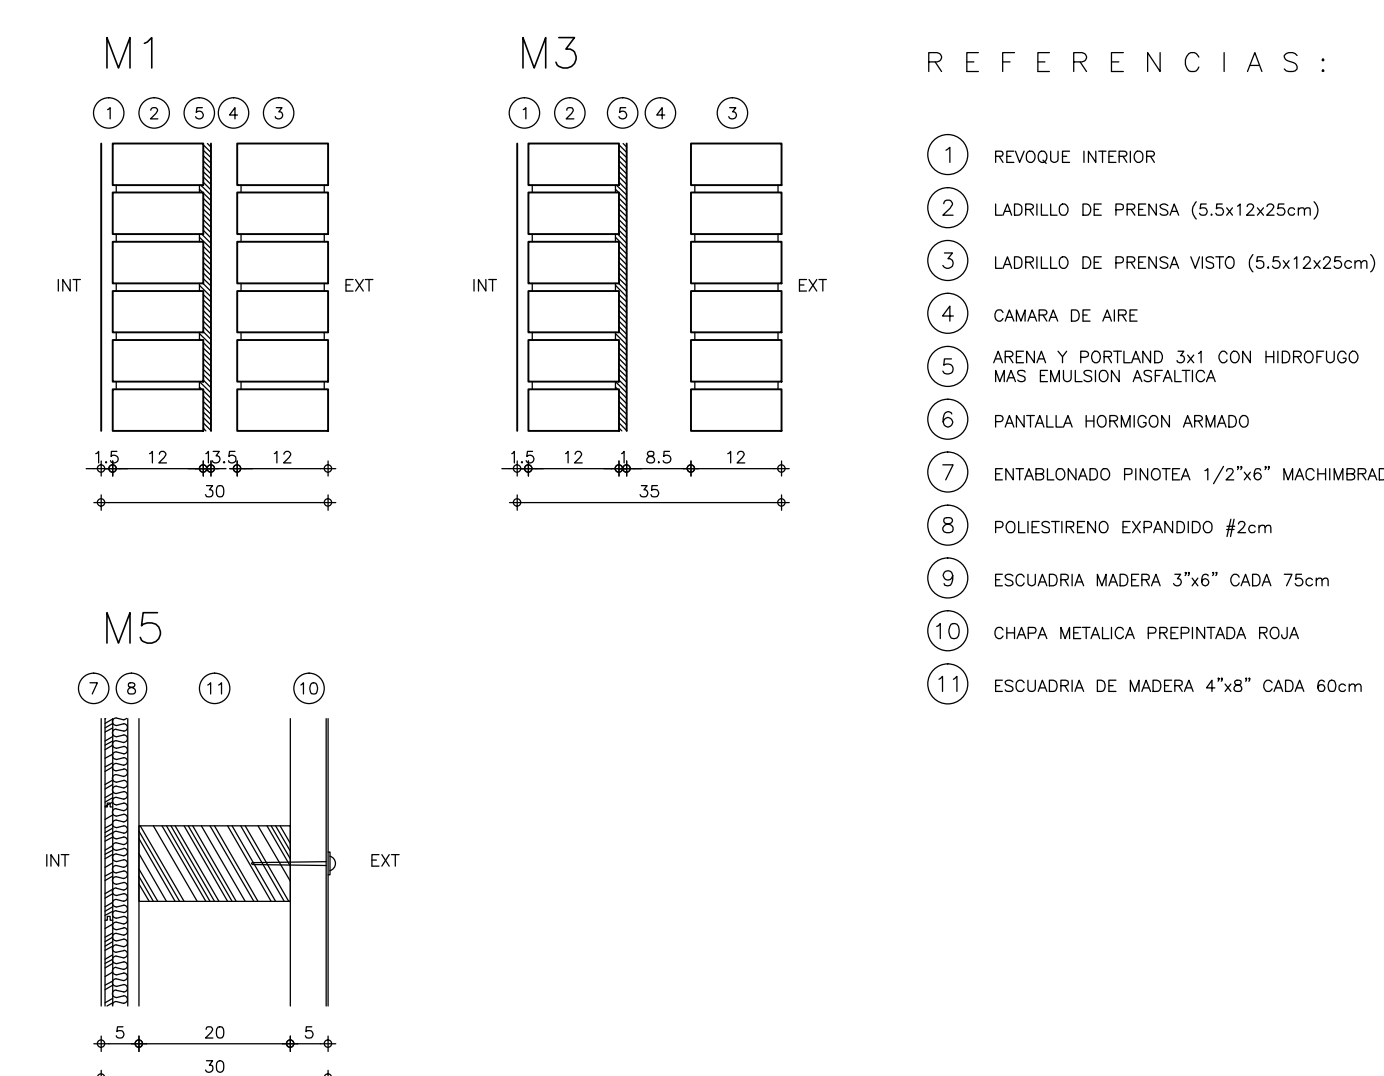 M1
1 2 5 4 3
INT
EXT
1.5 12 1 3.5 12
30
M3
1 2 5 4 3
INT
EXT
1.5 12 1 8.5 12
35
M5
7 8 11 10
INT
EXT
5 20 5
30
REFERENCIAS:
1 REVOQUE INTERIOR
2 LADRILLO DE PRENSA (5.5x12x25cm)
3 LADRILLO DE PRENSA VISTO (5.5x12x25cm)
4 CAMARA DE AIRE
5 ARENA Y PORTLAND 3x1 CON HIDROFUGO
MAS EMULSION ASFALTICA
6 PANTALLA HORMIGON ARMADO
7 ENTABLONADO PINOTEA 1/2”x6” MACHIMBRAD
8 POLIESTIRENO EXPANDIDO #2cm
9 ESCUADRIA MADERA 3”x6” CADA 75cm
10 CHAPA METALICA PREPINTADA ROJA
11 ESCUADRIA DE MADERA 4”x8” CADA 60cm